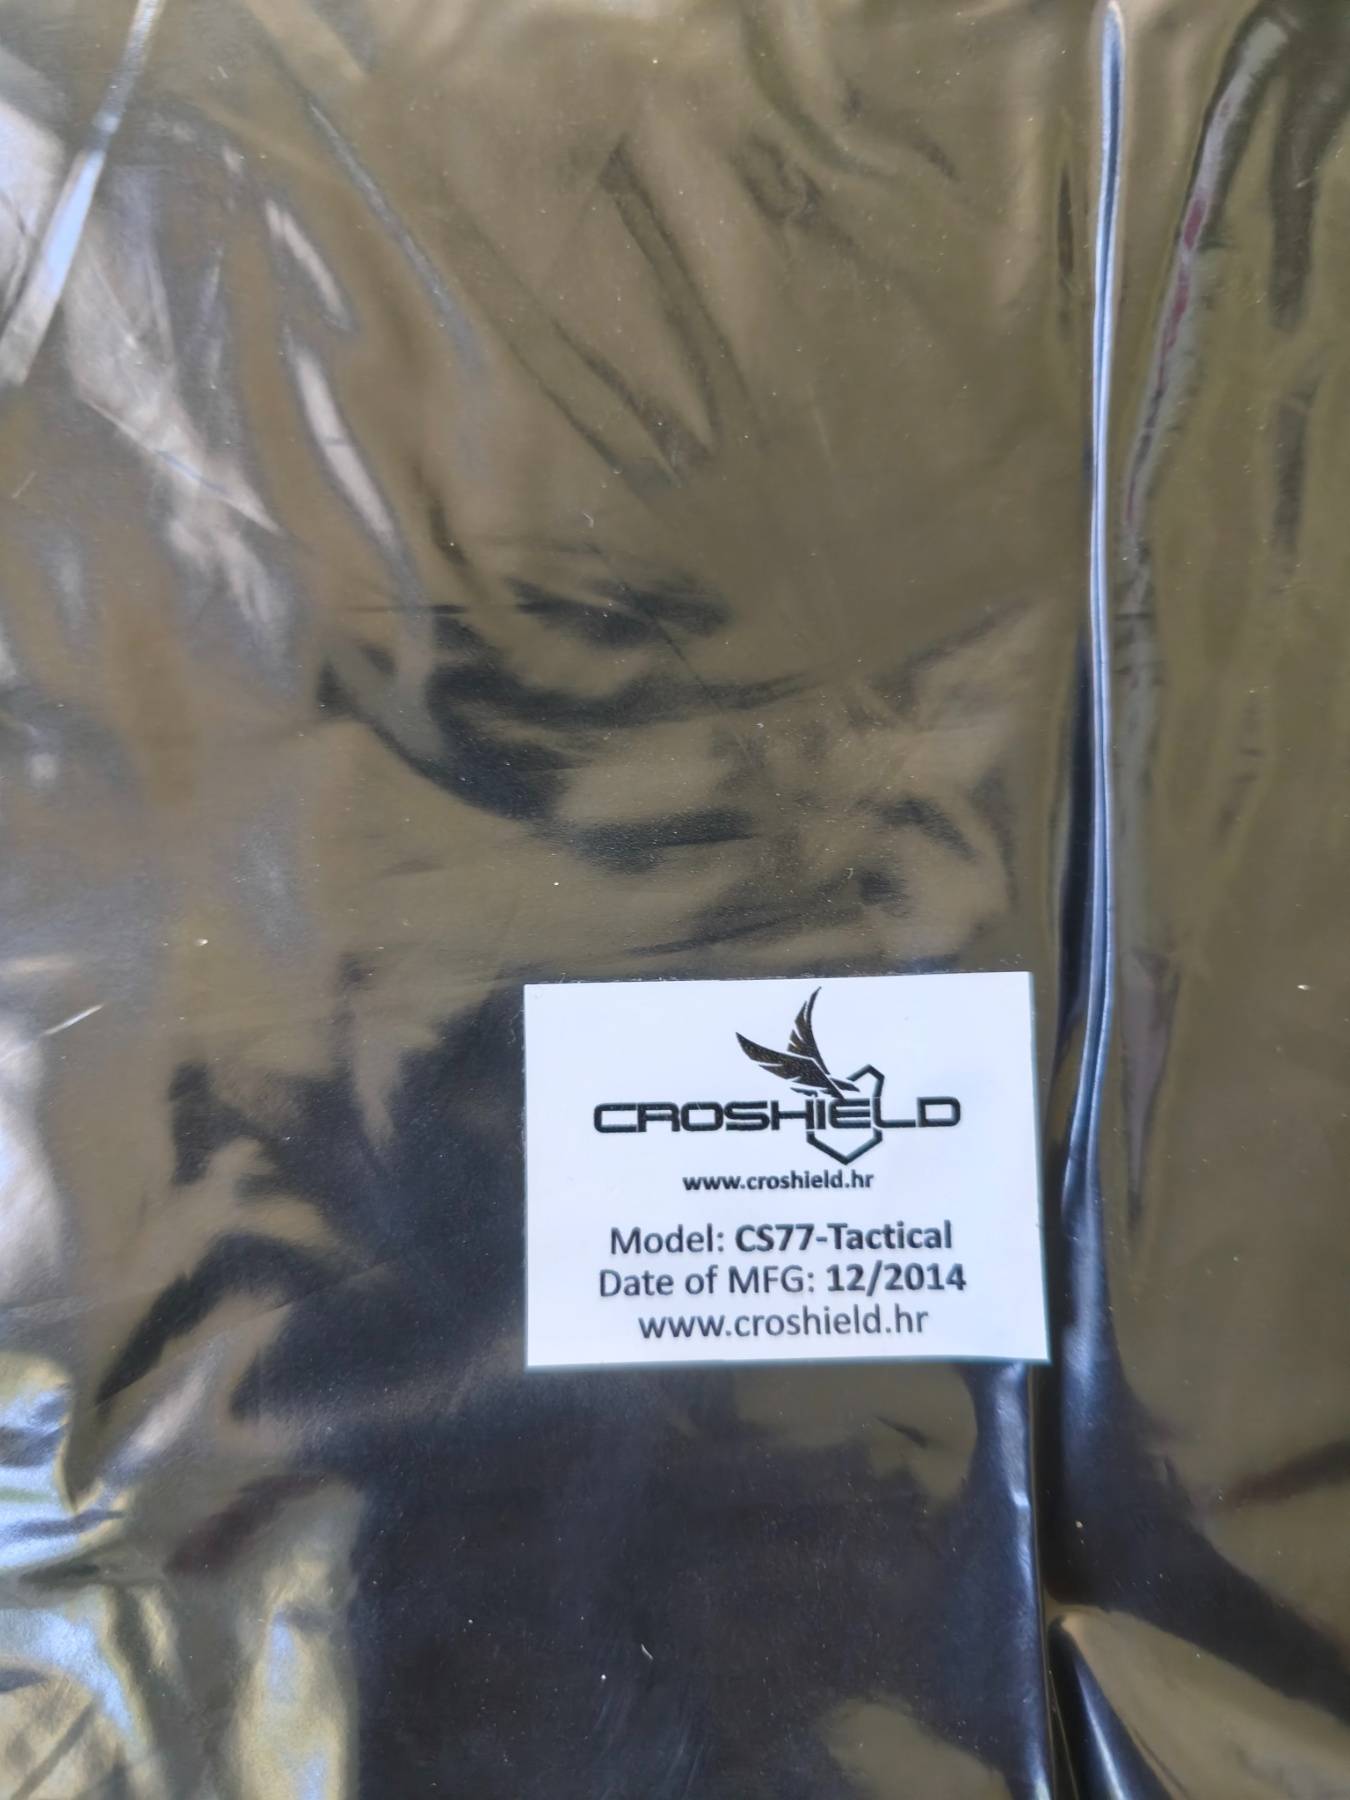 CROSHIELD
www.croshield.hr
Model: CS77-Tactical
Date of MFG: 12/2014
www.croshield.hr